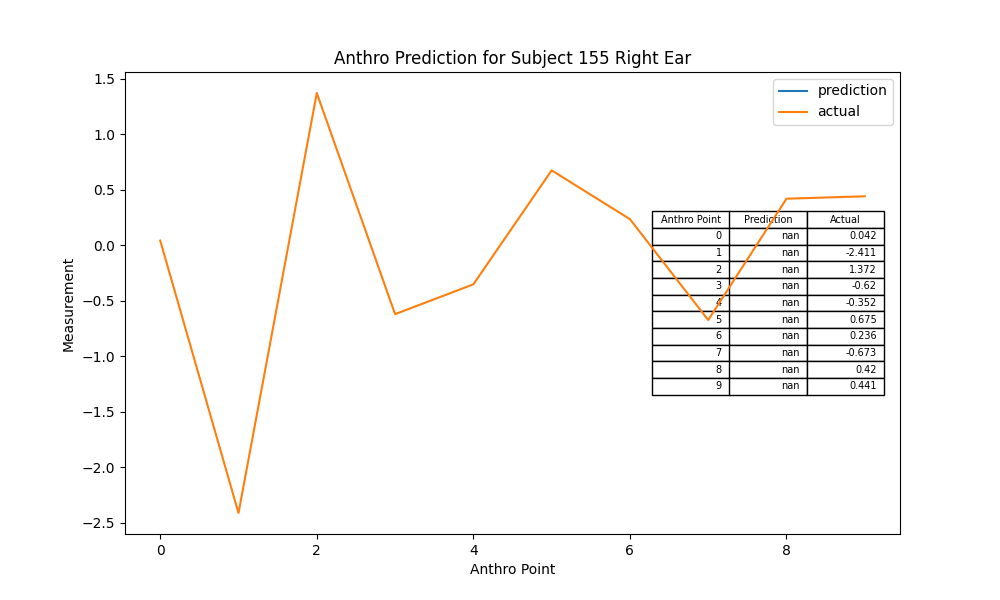 Anthro Prediction for Subject 155 Right Ear
prediction
actual
1.5
1.0
0.5
0.0
−0.5
−1.0
−1.5
−2.0
−2.5
Measurement
Anthro Point Prediction Actual
0 nan 0.042
1 nan -2.411
2 nan 1.372
3 nan -0.62
4 nan -0.352
5 nan 0.675
6 nan 0.236
7 nan -0.673
8 nan 0.42
9 nan 0.441
0 2 4 6 8
Anthro Point